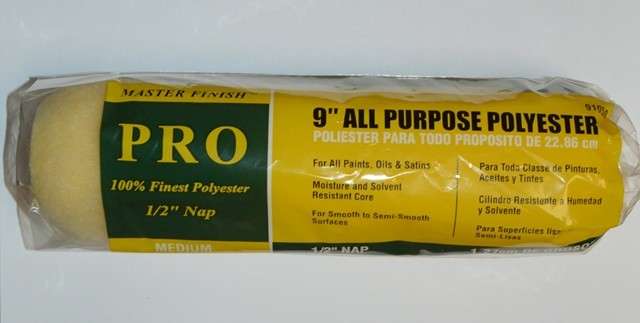 MASTER FINISH™
PRO
100% Finest Polyester
1/2" Nap
MEDIUM
9" ALL PURPOSE POLYESTER
POLIESTER PARA TODO PROPOSITO DE 22.86 cm
For All Paints, Oils & Satins
Moisture and Solvent
Resistant Core
For Smooth to Semi-Smooth
Surfaces
Para Todo Classe de Pinturas,
Aceites y Tintes
Cilindro Resistente a Humedad
y Solvente
Para Superficies
Semi-Lisas
1/2" NAP